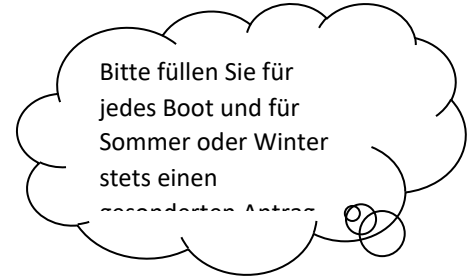 Bitte füllen Sie für
jedes Boot und für
Sommer oder Winter
stets einen
gesonderten Antrag